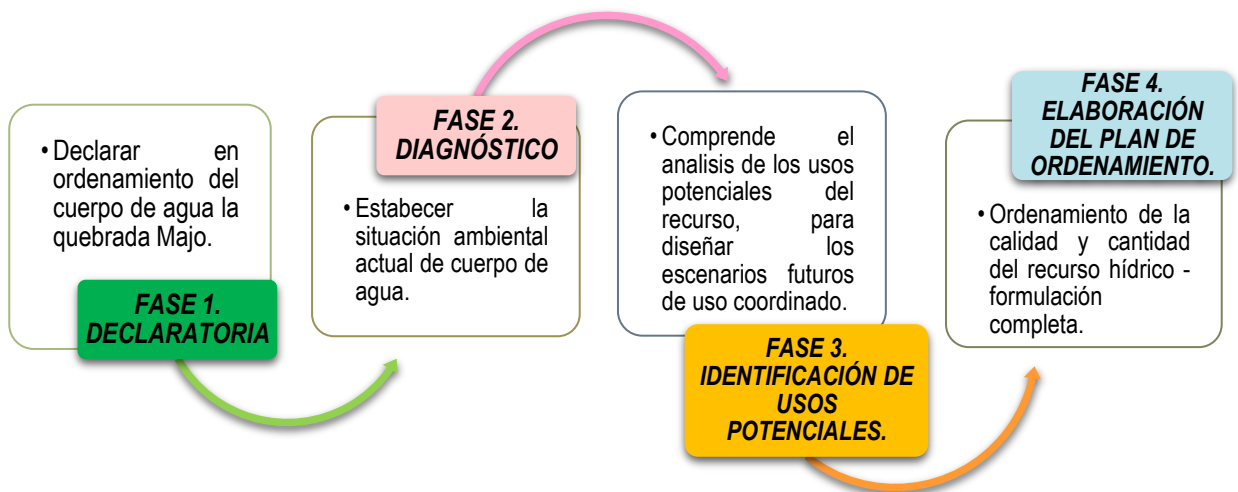 • Declarar en
ordenamiento del
cuerpo de agua la
quebrada Majo.
FASE 1.
DECLARATORIA
FASE 2.
DIAGNÓSTICO
• Estabecer la
situación ambiental
actual de cuerpo de
agua.
• Comprende el
analisis de los usos
potenciales del
recurso, para
diseñar los
escenarios futuros
de uso coordinado.
FASE 3.
IDENTIFICACIÓN DE
USOS
POTENCIALES.
FASE 4.
ELABORACIÓN
DEL PLAN DE
ORDENAMIENTO.
• Ordenamiento de la
calidad y cantidad
del recurso hídrico -
formulación
completa.